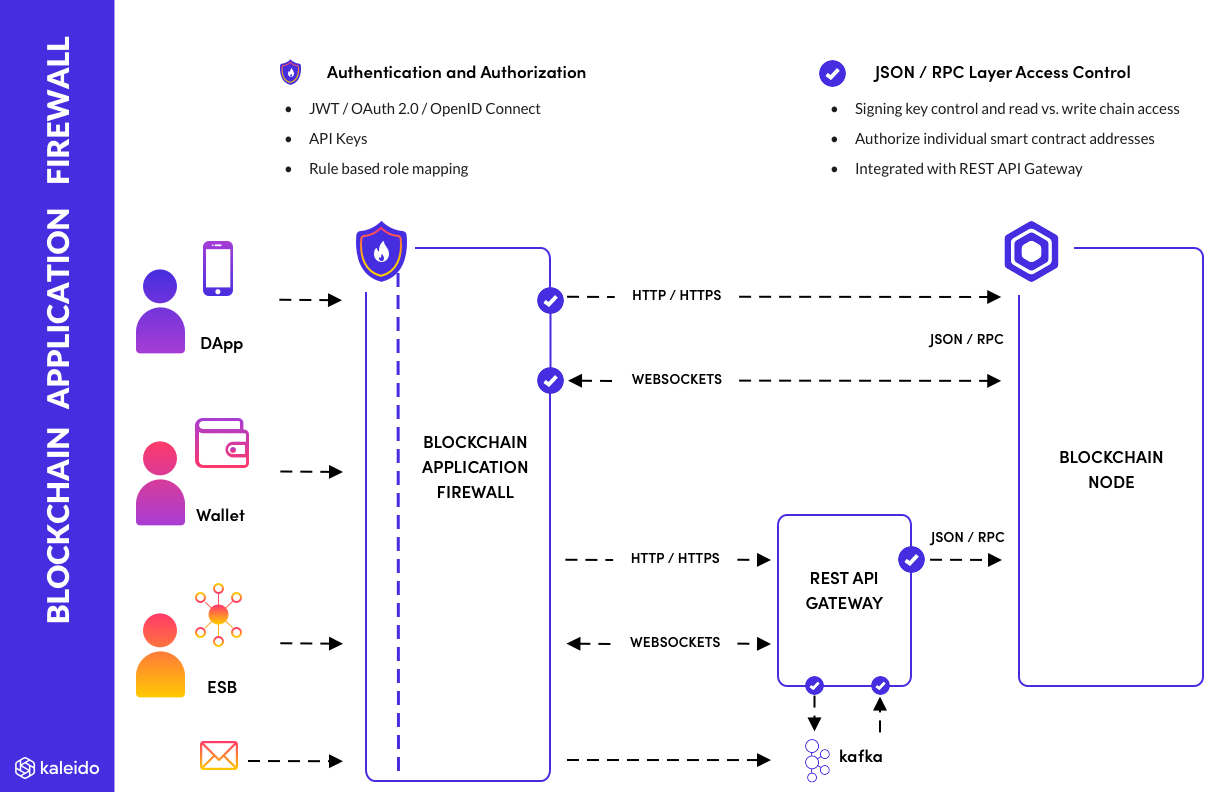 BLOCKCHAIN APPLICATION FIREWALL
Authentication and Authorization
• JWT / OAuth 2.0 / OpenID Connect
• API Keys
• Rule based role mapping
JSON / RPC Layer Access Control
• Signing key control and read vs. write chain access
• Authorize individual smart contract addresses
• Integrated with REST API Gateway
DApp
Wallet
ESB
BLOCKCHAIN
APPLICATION
FIREWALL
HTTP / HTTPS
JSON / RPC
WEBSOCKETS
BLOCKCHAIN
NODE
HTTP / HTTPS
WEBSOCKETS
REST API
GATEWAY
JSON / RPC
kafka
kaleido